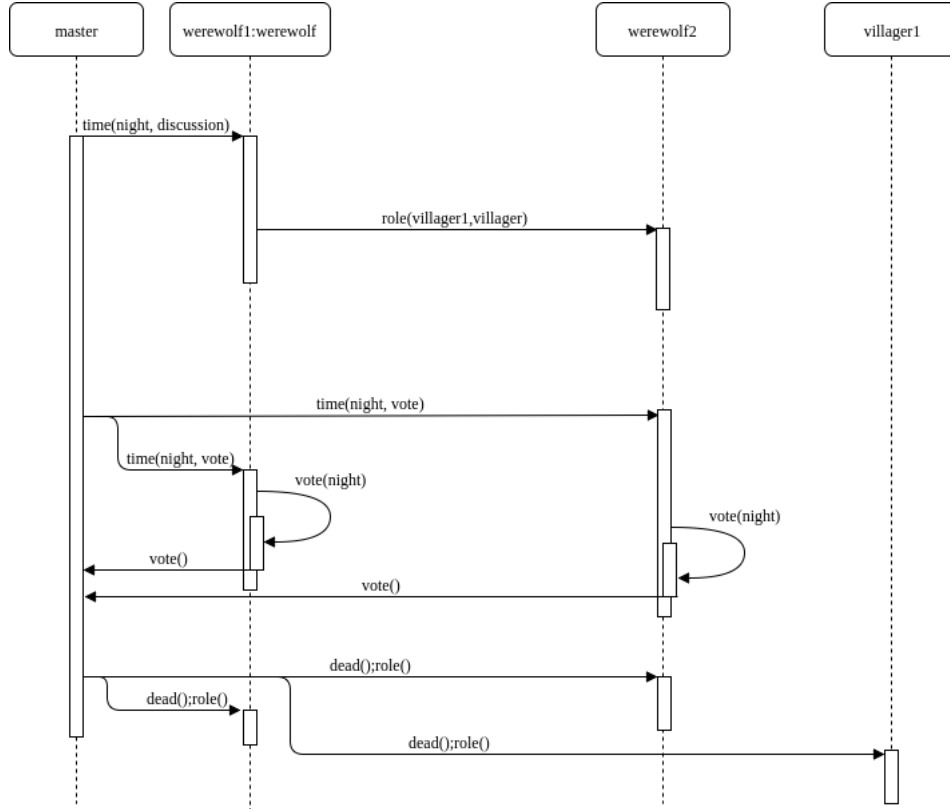 master
werewolf1:werewolf
werewolf2
villager1
time(night, discussion)
role(villager1,villager)
time(night, vote)
time(night, vote)
vote(night)
vote(night)
vote()
vote()
dead();role()
dead();role()
dead();role()